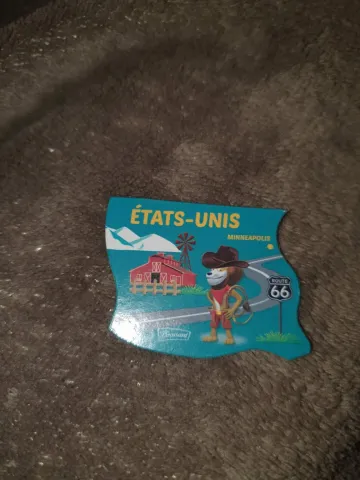 ÉTATS-UNIS
MINNEAPOLIS
ROUTE
66